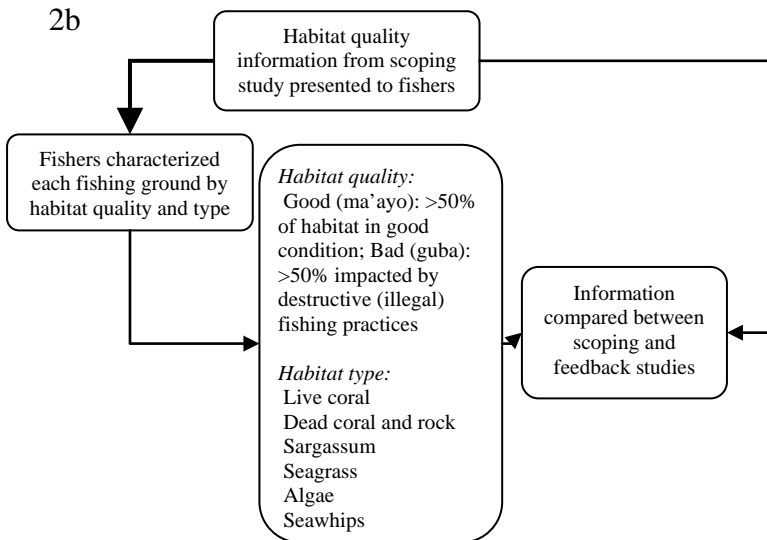 2b
Habitat quality
information from scoping
study presented to fishers
Fishers characterized
each fishing ground by
habitat quality and type
Habitat quality:
Good (ma’ayo): >50%
of habitat in good
condition; Bad (guba):
>50% impacted by
destructive (illegal)
fishing practices
Habitat type:
Live coral
Dead coral and rock
Sargassum
Seagrass
Algae
Seawhips
Information
compared between
scoping and
feedback studies